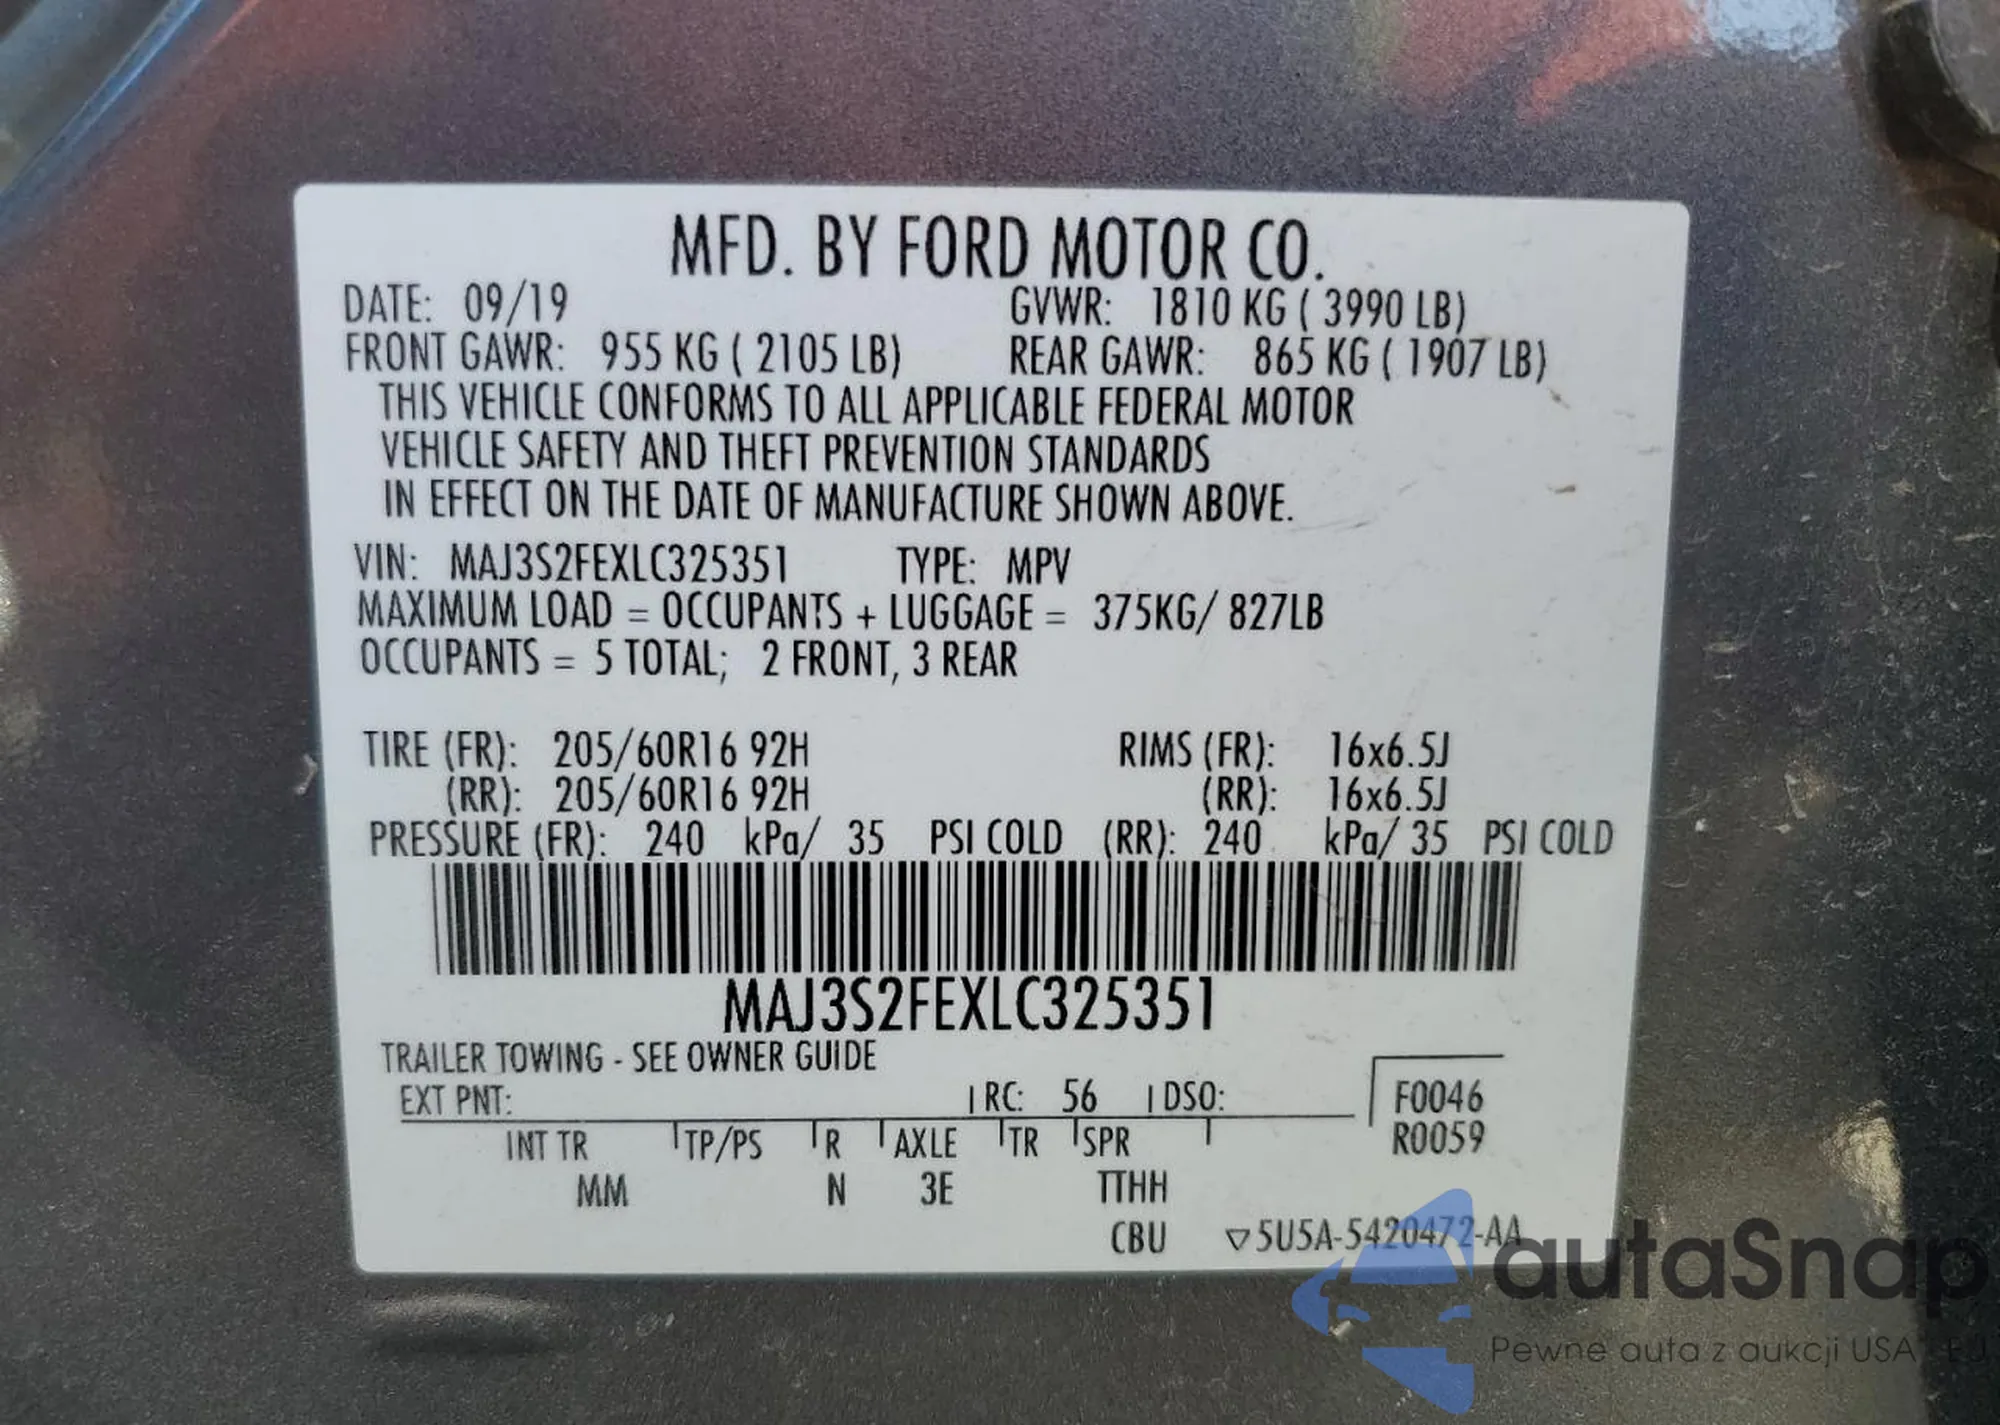 MFD. BY FORD MOTOR CO.
DATE: 09/19 GVWR: 1810 KG ( 3990 LB)
FRONT GAWR: 955 KG ( 2105 LB) REAR GAWR: 865 KG ( 1907 LB)
THIS VEHICLE CONFORMS TO ALL APPLICABLE FEDERAL MOTOR
VEHICLE SAFETY AND THEFT PREVENTION STANDARDS
IN EFFECT ON THE DATE OF MANUFACTURE SHOWN ABOVE.
VIN: MAJ3S2FEXLC325351 TYPE: MPV
MAXIMUM LOAD = OCCUPANTS + LUGGAGE = 375KG/ 827LB
OCCUPANTS = 5 TOTAL; 2 FRONT, 3 REAR
TIRE (FR): 205/60R16 92H RIMS (FR): 16x6.5J
(RR): 205/60R16 92H (RR): 16x6.5J
PRESSURE (FR): 240 kPa/ 35 PSI COLD (RR): 240 kPa/ 35 PSI COLD
MAJ3S2FEXLC325351
TRAILER TOWING - SEE OWNER GUIDE
EXT PNT: RC: 56 DSO: F0046
R0059
INT TR TP/PS R AXLE TR SPR
MM N 3E TTHH
CBU ▽5U5A-5420472-AA
autaSnap
Pewne auta z aukcji USA - EU